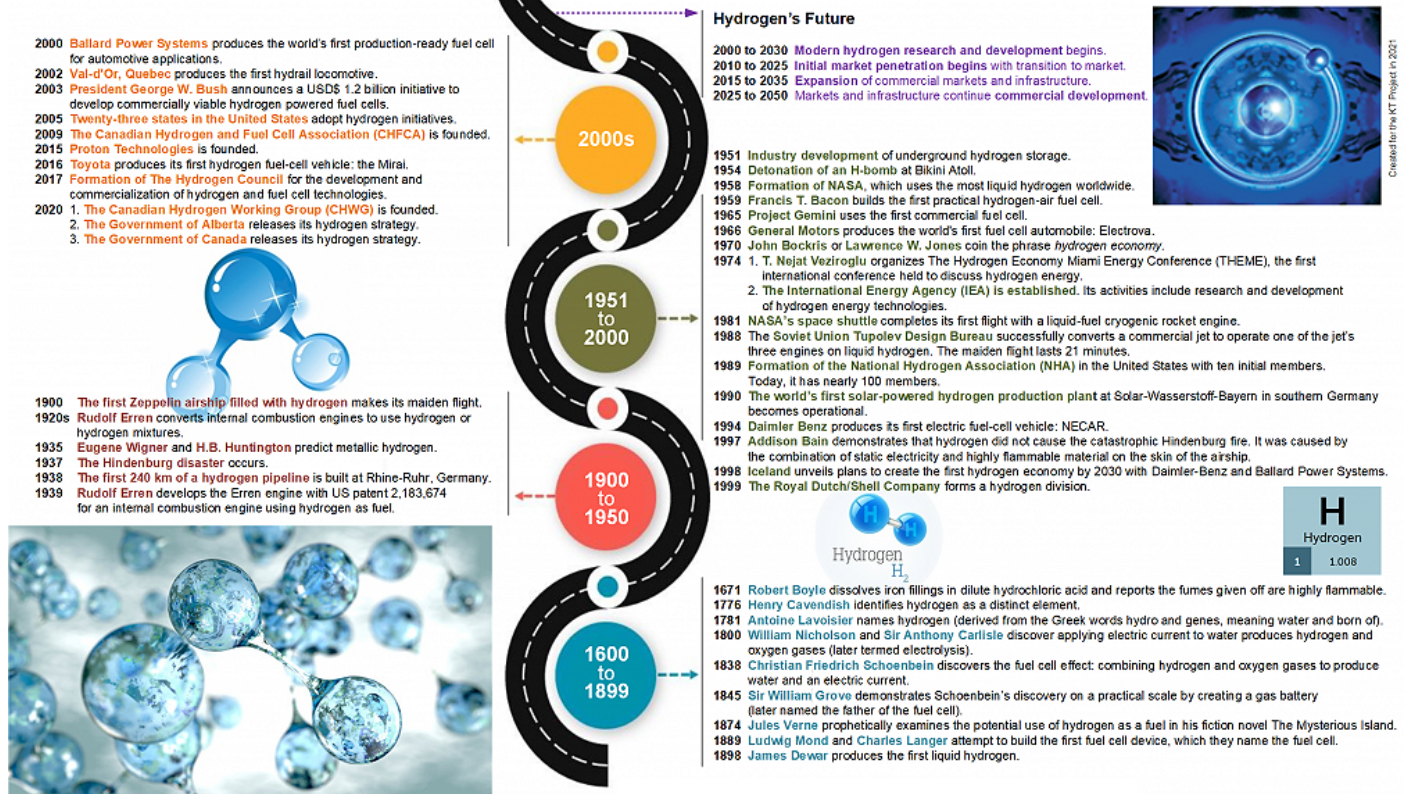 Hydrogen's Future
2000 to 2030 Modern hydrogen research and development begins.
2010 to 2025 Initial market penetration begins with transition to market.
2015 to 2035 Expansion of commercial markets and infrastructure.
2025 to 2050 Markets and infrastructure continue commercial development.
Created for the KT Project in 2021
2000 Ballard Power Systems produces the world's first production-ready fuel cell
for automotive applications.
2002 Val-d'Or, Quebec produces the first hydrail locomotive.
2003 President George W. Bush announces a USD$ 1.2 billion initiative to
develop commercially viable hydrogen powered fuel cells.
2005 Twenty-three states in the United States adopt hydrogen initiatives.
2009 The Canadian Hydrogen and Fuel Cell Association (CHFCA) is founded.
2015 Proton Technologies is founded.
2016 Toyota produces its first hydrogen fuel-cell vehicle: the Mirai.
2017 Formation of The Hydrogen Council for the development and
commercialization of hydrogen and fuel cell technologies.
2020 1. The Canadian Hydrogen Working Group (CHWG) is founded.
2. The Government of Alberta releases its hydrogen strategy.
3. The Government of Canada releases its hydrogen strategy.
2000s
1951 Industry development of underground hydrogen storage.
1954 Detonation of an H-bomb at Bikini Atoll.
1958 Formation of NASA, which uses the most liquid hydrogen worldwide.
1959 Francis T. Bacon builds the first practical hydrogen-air fuel cell.
1965 Project Gemini uses the first commercial fuel cell.
1966 General Motors produces the world's first fuel cell automobile: Electrova.
1970 John Bockris or Lawrence W. Jones coin the phrase hydrogen economy.
1974 1. T. Nejat Veziroglu organizes The Hydrogen Economy Miami Energy Conference (THEME), the first
international conference held to discuss hydrogen energy.
2. The International Energy Agency (IEA) is established. Its activities include research and development
of hydrogen energy technologies.
1981 NASA's space shuttle completes its first flight with a liquid-fuel cryogenic rocket engine.
1988 The Soviet Union Tupolev Design Bureau successfully converts a commercial jet to operate one of the jet's
three engines on liquid hydrogen. The maiden flight lasts 21 minutes.
1989 Formation of the National Hydrogen Association (NHA) in the United States with ten initial members.
Today, it has nearly 100 members.
1990 The world's first solar-powered hydrogen production plant at Solar-Wasserstoff-Bayern in southern Germany
becomes operational.
1994 Daimler Benz produces its first electric fuel-cell vehicle: NECAR.
1997 Addison Bain demonstrates that hydrogen did not cause the catastrophic Hindenburg fire. It was caused by
the combination of static electricity and highly flammable material on the skin of the airship.
1998 Iceland unveils plans to create the first hydrogen economy by 2030 with Daimler-Benz and Ballard Power Systems.
1999 The Royal Dutch/Shell Company forms a hydrogen division.
1951
to
2000
1900 The first Zeppelin airship filled with hydrogen makes its maiden flight.
1920s Rudolf Erren converts internal combustion engines to use hydrogen or
hydrogen mixtures.
1935 Eugene Wigner and H.B. Huntington predict metallic hydrogen.
1937 The Hindenburg disaster occurs.
1938 The first 240 km of a hydrogen pipeline is built at Rhine-Ruhr, Germany.
1939 Rudolf Erren develops the Erren engine with US patent 2,183,674
for an internal combustion engine using hydrogen as fuel.
1900
to
1950
H H
Hydrogen
H2
H
Hydrogen
1 1.008
1600
to
1899
1671 Robert Boyle dissolves iron fillings in dilute hydrochloric acid and reports the fumes given off are highly flammable.
1776 Henry Cavendish identifies hydrogen as a distinct element.
1781 Antoine Lavoisier names hydrogen (derived from the Greek words hydro and genes, meaning water and born of).
1800 William Nicholson and Sir Anthony Carlisle discover applying electric current to water produces hydrogen and
oxygen gases (later termed electrolysis).
1838 Christian Friedrich Schoenbein discovers the fuel cell effect: combining hydrogen and oxygen gases to produce
water and an electric current.
1845 Sir William Grove demonstrates Schoenbein's discovery on a practical scale by creating a gas battery
(later named the father of the fuel cell).
1874 Jules Verne prophetically examines the potential use of hydrogen as a fuel in his fiction novel The Mysterious Island.
1889 Ludwig Mond and Charles Langer attempt to build the first fuel cell device, which they name the fuel cell.
1898 James Dewar produces the first liquid hydrogen.